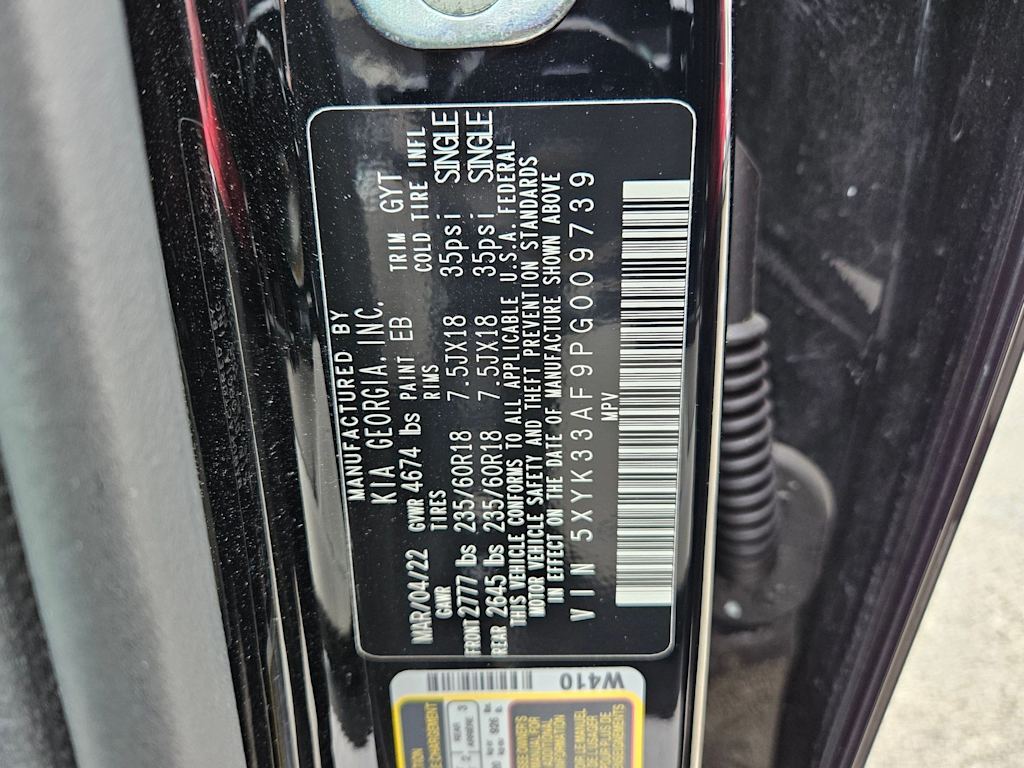 MANUFACTURED BY
KIA GEORGIA, INC.
MAR/04/22 GVWR 4674 lbs PAINT EB TRIM GYT
GAWR TIRES RIMS COLD TIRE INFL
FRONT 2777 lbs 235/60R18 7.5JX18 35psi SINGLE
REAR 2645 lbs 235/60R18 7.5JX18 35psi SINGLE
THIS VEHICLE CONFORMS TO ALL APPLICABLE U.S.A. FEDERAL
MOTOR VEHICLE SAFETY AND THEFT PREVENTION STANDARDS
IN EFFECT ON THE DATE OF MANUFACTURE SHOWN ABOVE
VIN 5XYK33AF9PG009739
MPV
W410
REAR 3
ARRIERE